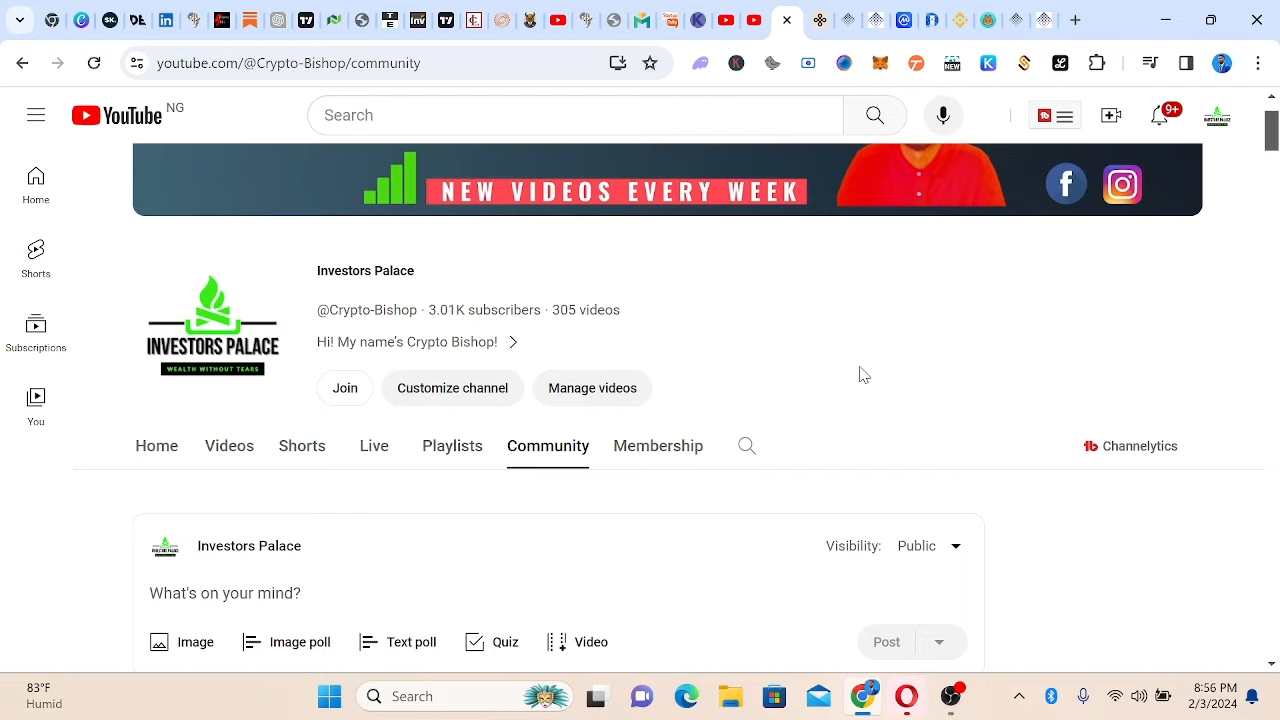 youtube.com/@Crypto-Bishop/community
NEW
YouTube NG
Search
9+
NEW VIDEOS EVERY WEEK
Home
Shorts
Subscriptions
You
INVESTORS PALACE
WEALTH WITHOUT TEARS
Investors Palace
@Crypto-Bishop · 3.01K subscribers · 305 videos
Hi! My name's Crypto Bishop!
Join Customize channel Manage videos
Home Videos Shorts Live Playlists Community Membership
Channelytics
Investors Palace
Visibility: Public
What's on your mind?
Image Image poll Text poll Quiz Video
Post
83°F
Humid
Search
8:56 PM
2/3/2024